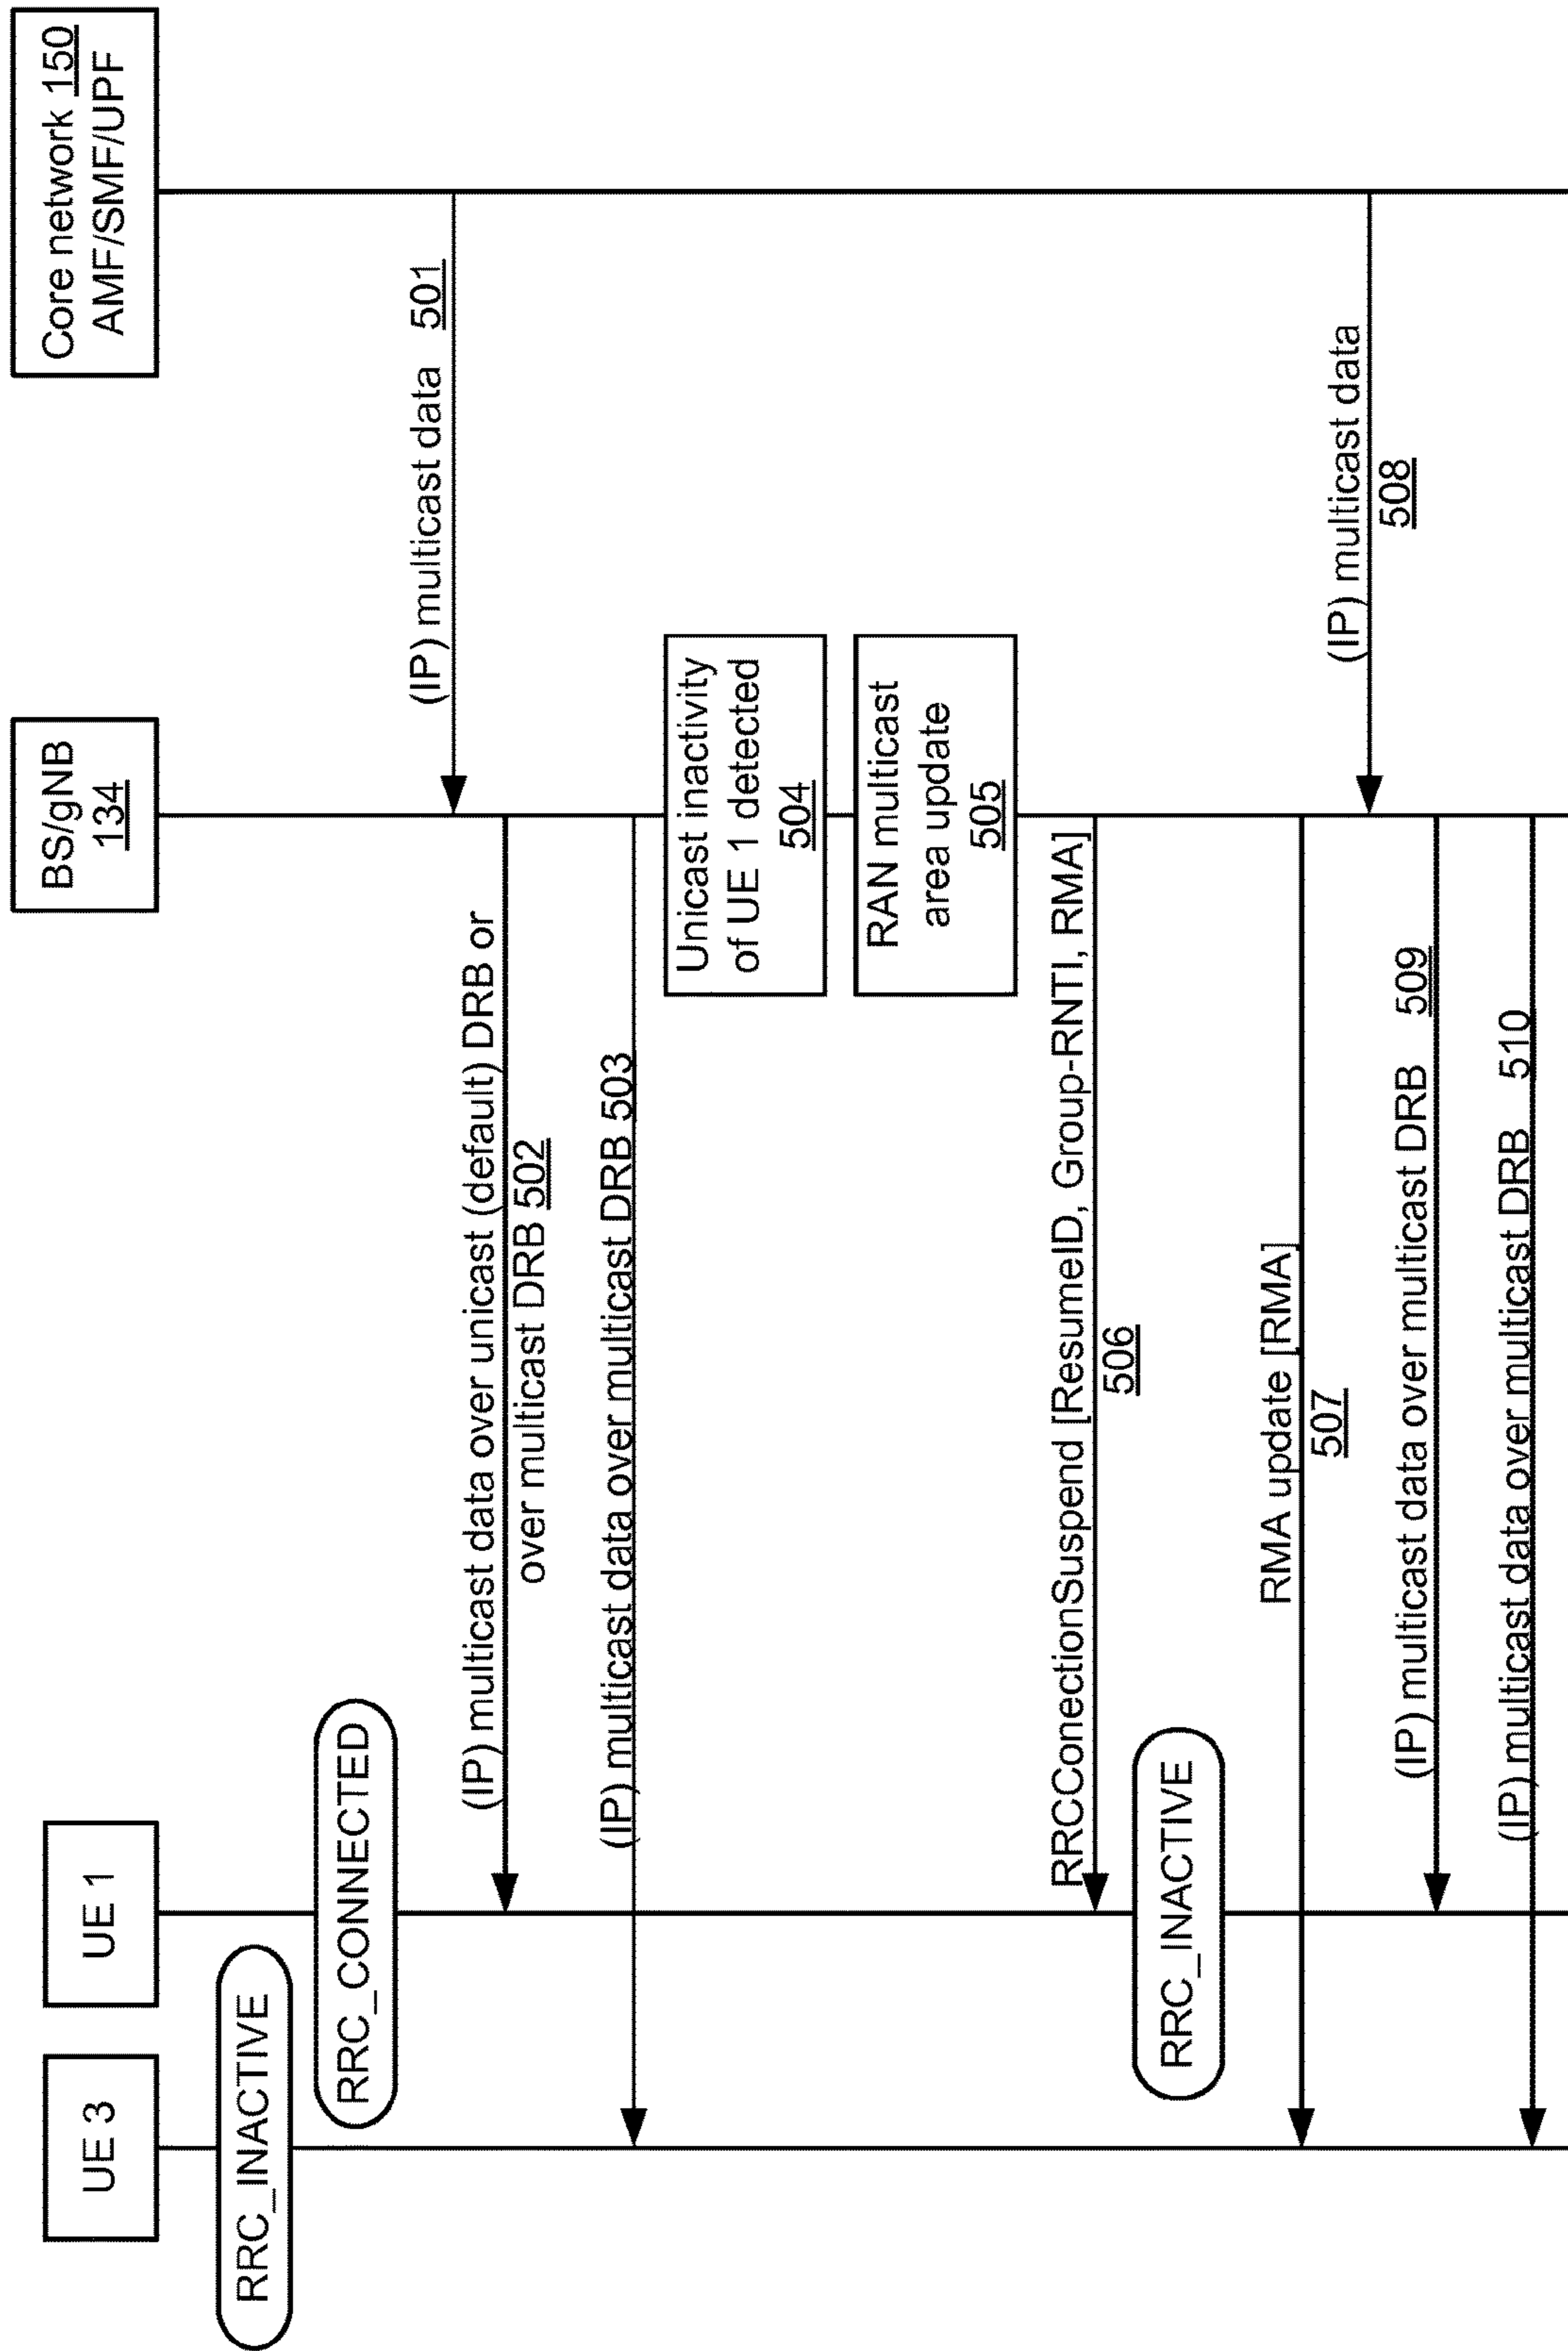 UE 3
UE 1
BS/gNB
134
Core network 150
AMF/SMF/UPF
RRC_INACTIVE
RRC_CONNECTED
(IP) multicast data 501
(IP) multicast data over unicast (default) DRB or
over multicast DRB 502
(IP) multicast data over multicast DRB 503
Unicast inactivity
of UE 1 detected
504
RAN multicast
area update
505
RRCConectionSuspend [ResumeID, Group-RNTI, RMA]
506
RRC_INACTIVE
RMA update [RMA]
507
(IP) multicast data
508
(IP) multicast data over multicast DRB 509
(IP) multicast data over multicast DRB 510